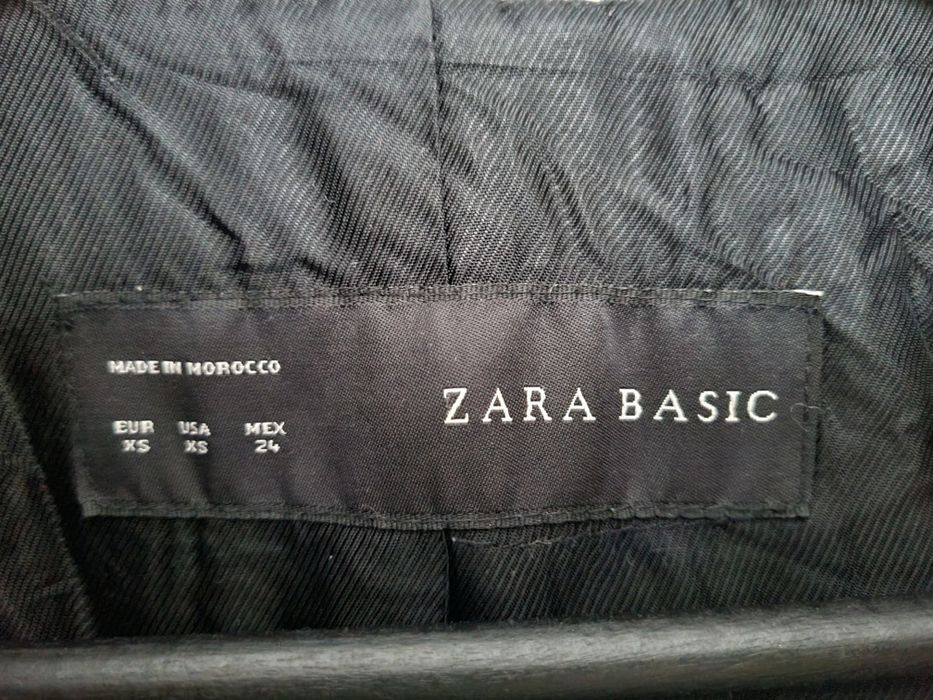 MADE IN MOROCCO
EUR USA MEX
XS XS 24
ZARA BASIC